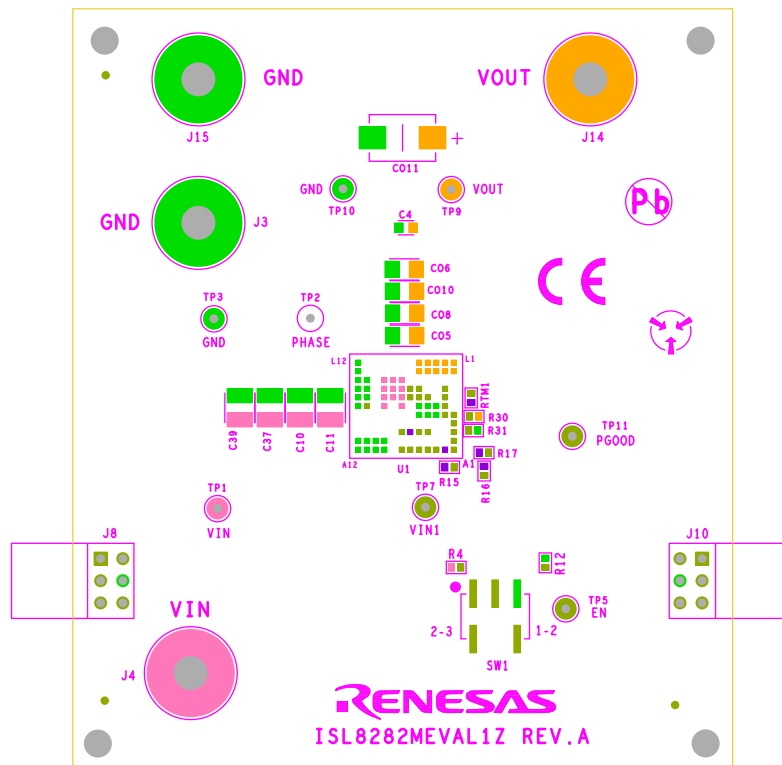 GND
VOUT
J15
J14
+
CO11
GND
TP10
VOUT
TP9
Pb
GND
J3
C4
CO6
CE
CO10
TP3
TP2
CO8
GND
PHASE
CO5
L12
L1
RTM1
R30
R31
C39
C37
C10
C11
TP11
PGOOD
R17
A12
A1
U1
R15
R16
TP1
TP7
VIN
VIN1
J8
J10
R4
R12
TP5
EN
VIN
2-3
1-2
SW1
J4
RENESAS
ISL8282MEVAL1Z REV.A